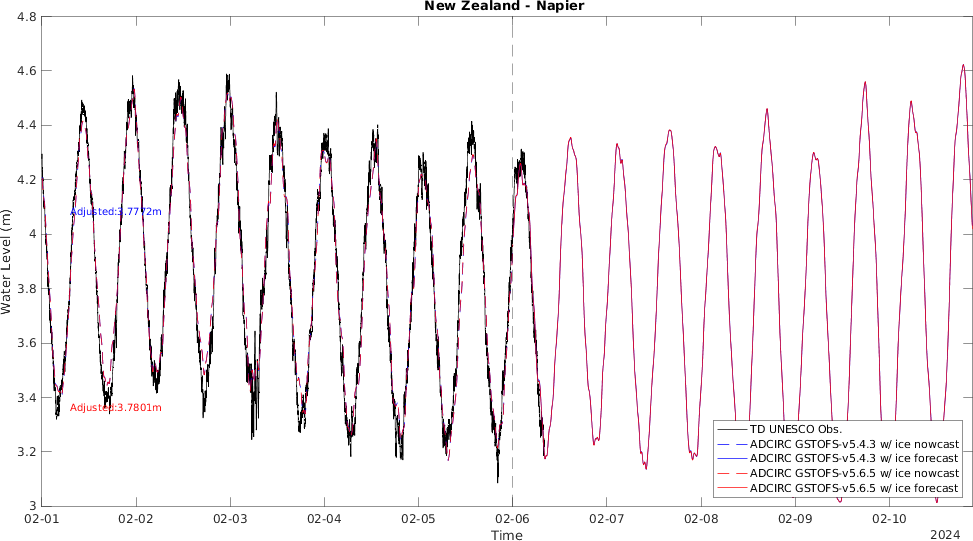 New Zealand - Napier
4.8
4.6
4.4
4.2
4
3.8
3.6
3.4
3.2
3
Water Level (m)
Adjusted:3.7772m
Adjusted:3.7801m
TD UNESCO Obs.
ADCIRC GSTOFS-v5.4.3 w/ ice nowcast
ADCIRC GSTOFS-v5.4.3 w/ ice forecast
ADCIRC GSTOFS-v5.6.5 w/ ice nowcast
ADCIRC GSTOFS-v5.6.5 w/ ice forecast
02-01 02-02 02-03 02-04 02-05 02-06 02-07 02-08 02-09 02-10
Time
2024